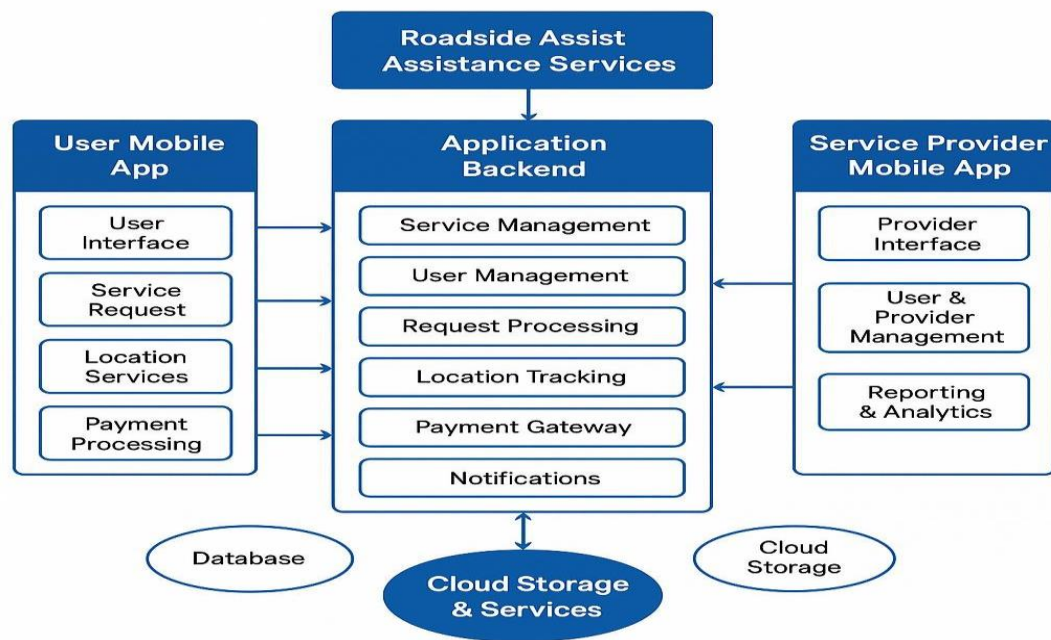 Roadside Assist
Assistance Services
User Mobile
App
User
Interface
Service
Request
Location
Services
Payment
Processing
Application
Backend
Service Management
User Management
Request Processing
Location Tracking
Payment Gateway
Notifications
Service Provider
Mobile App
Provider
Interface
User &
Provider
Management
Reporting
& Analytics
Database
Cloud Storage
& Services
Cloud
Storage